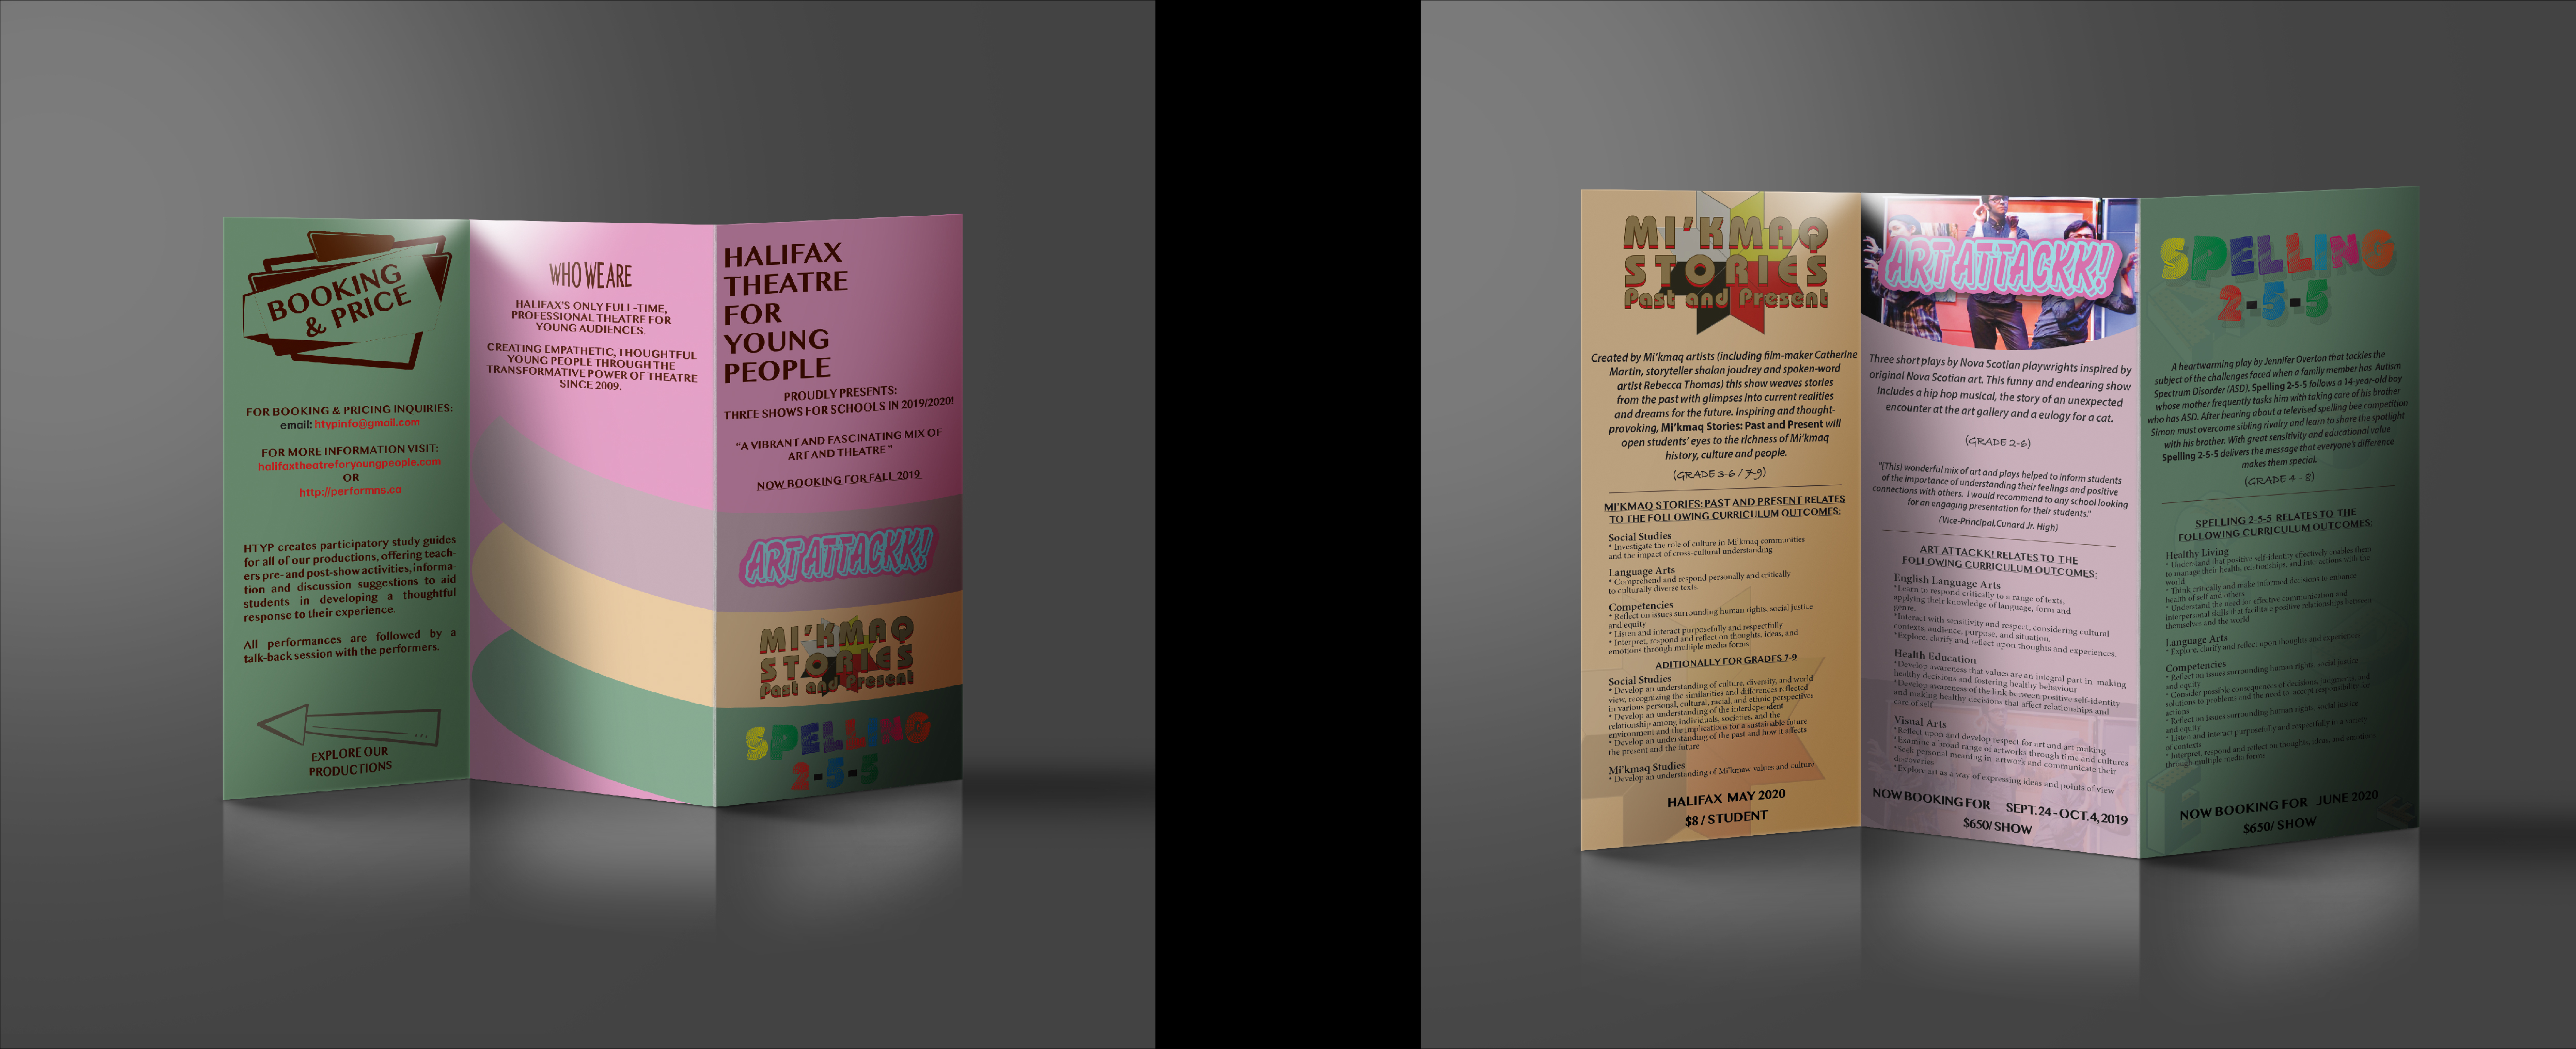 BOOKING
& PRICE
FOR BOOKING & PRICING INQUIRIES:
email: htypinfo@gmail.com
FOR MORE INFORMATION VISIT:
halifaxtheatreforyoungpeople.com
OR
http://performns.ca
HTYP creates participatory study guides
for all of our productions, offering teach-
ers pre- and post-show activities, informa-
tion and discussion suggestions to aid
students in developing a thoughtful
response to their experience.
All performances are followed by a
talk-back session with the performers.
EXPLORE OUR
PRODUCTIONS
WHO WE ARE
HALIFAX'S ONLY FULL-TIME,
PROFESSIONAL THEATRE FOR
YOUNG AUDIENCES.
CREATING EMPATHETIC, THOUGHTFUL
YOUNG PEOPLE THROUGH THE
TRANSFORMATIVE POWER OF THEATRE
SINCE 2009.
HALIFAX
THEATRE
FOR
YOUNG
PEOPLE
PROUDLY PRESENTS:
THREE SHOWS FOR SCHOOLS IN 2019/2020!
“A VIBRANT AND FASCINATING MIX OF
ART AND THEATRE”
NOW BOOKING FOR FALL 2019
ART ATTACKK!
MI'KMAQ
STORIES
Past and Present
SPELLING
2-5-5
MI'KMAQ
STORIES
Past and Present
Created by Mi'kmaq artists (including film-maker Catherine
Martin, storyteller shalan joudrey and spoken-word
artist Rebecca Thomas) this show weaves stories
from the past with glimpses into current realities
and dreams for the future. Inspiring and thought-
provoking, Mi'kmaq Stories: Past and Present will
open students' eyes to the richness of Mi'kmaq
history, culture and people.
(GRADE 3-6 / 7-9)
MI'KMAQ STORIES: PAST AND PRESENT RELATES
TO THE FOLLOWING CURRICULUM OUTCOMES:
Social Studies
* Investigate the role of culture in Mi'kmaq communities
and the impact of cross-cultural understanding
Language Arts
* Comprehend and respond personally and critically
to culturally diverse texts.
Competencies
* Reflect on issues surrounding human rights, social justice
and equity
* Listen and interact purposefully and respectfully
* Interpret, respond and reflect on thoughts, ideas, and
emotions through multiple media forms
ADITIONALLY FOR GRADES 7-9
Social Studies
* Develop an understanding of culture, diversity, and world
view, recognizing the similarities and differences reflected
in various personal, cultural, racial, and ethnic perspectives
* Develop an understanding of the interdependent
relationship among individuals, societies, and the
environment and the implications for a sustainable future
* Develop an understanding of the past and how it affects
the present and the future
Mi'kmaq Studies
* Develop an understanding of Mi'kmaw values and culture
HALIFAX MAY 2020
$8 / STUDENT
ART ATTACKK!
Three short plays by Nova Scotian playwrights inspired by
original Nova Scotian art. This funny and endearing show
includes a hip hop musical, the story of an unexpected
encounter at the art gallery and a eulogy for a cat.
(GRADE 2-6)
"(This) wonderful mix of art and plays helped to inform students
of the importance of understanding their feelings and positive
connections with others. I would recommend to any school looking
for an engaging presentation for their students."
(Vice-Principal, Cunard Jr. High)
ART ATTACKK! RELATES TO THE
FOLLOWING CURRICULUM OUTCOMES:
English Language Arts
*Learn to respond critically to a range of texts,
applying their knowledge of language, form and
genre.
*Interact with sensitivity and respect, considering cultural
contexts, audience, purpose, and situation.
*Explore, clarify and reflect upon thoughts and experiences.
Health Education
*Develop awareness that values are an integral part in making
healthy decisions and fostering healthy behaviour
*Develop awareness of the link between positive self-identity
and making healthy decisions that affect relationships and
care of self
Visual Arts
*Reflect upon and develop respect for art and art making
*Examine a broad range of artworks through time and cultures
*Seek personal meaning in artwork and communicate their
discoveries
*Explore art as a way of expressing ideas and points of view
NOW BOOKING FOR SEPT. 24 - OCT. 4, 2019
$650/ SHOW
SPELLING
2-5-5
A heartwarming play by Jennifer Overton that tackles the
subject of the challenges faced when a family member has Autism
Spectrum Disorder (ASD), Spelling 2-5-5 follows a 14-year-old boy
whose mother frequently tasks him with taking care of his brother
who has ASD. After hearing about a televised spelling bee competition
Simon must overcome sibling rivalry and learn to share the spotlight
with his brother. With great sensitivity and educational value
Spelling 2-5-5 delivers the message that everyone's difference
makes them special.
(GRADE 4 - 8)
SPELLING 2-5-5 RELATES TO THE
FOLLOWING CURRICULUM OUTCOMES:
Healthy Living
* Understand that positive self-identity effectively enables them
to manage their health, relationships, and interactions with the
world
* Think critically and make informed decisions to enhance
health of self and others
* Understand the need for effective communication and
interpersonal skills that facilitate positive relationships between
themselves and the world
Language Arts
* Explore, clarify and reflect upon thoughts and experiences
Competencies
* Reflect on issues surrounding human rights, social justice
and equity
* Consider possible consequences of decisions, judgments, and
solutions to problems and the need to accept responsibility for
actions
* Reflect on issues surrounding human rights, social justice
and equity
* Listen and interact purposefully and respectfully in a variety
of contexts
* Interpret, respond and reflect on thoughts, ideas, and emotions
through multiple media forms
NOW BOOKING FOR JUNE 2020
$650/ SHOW